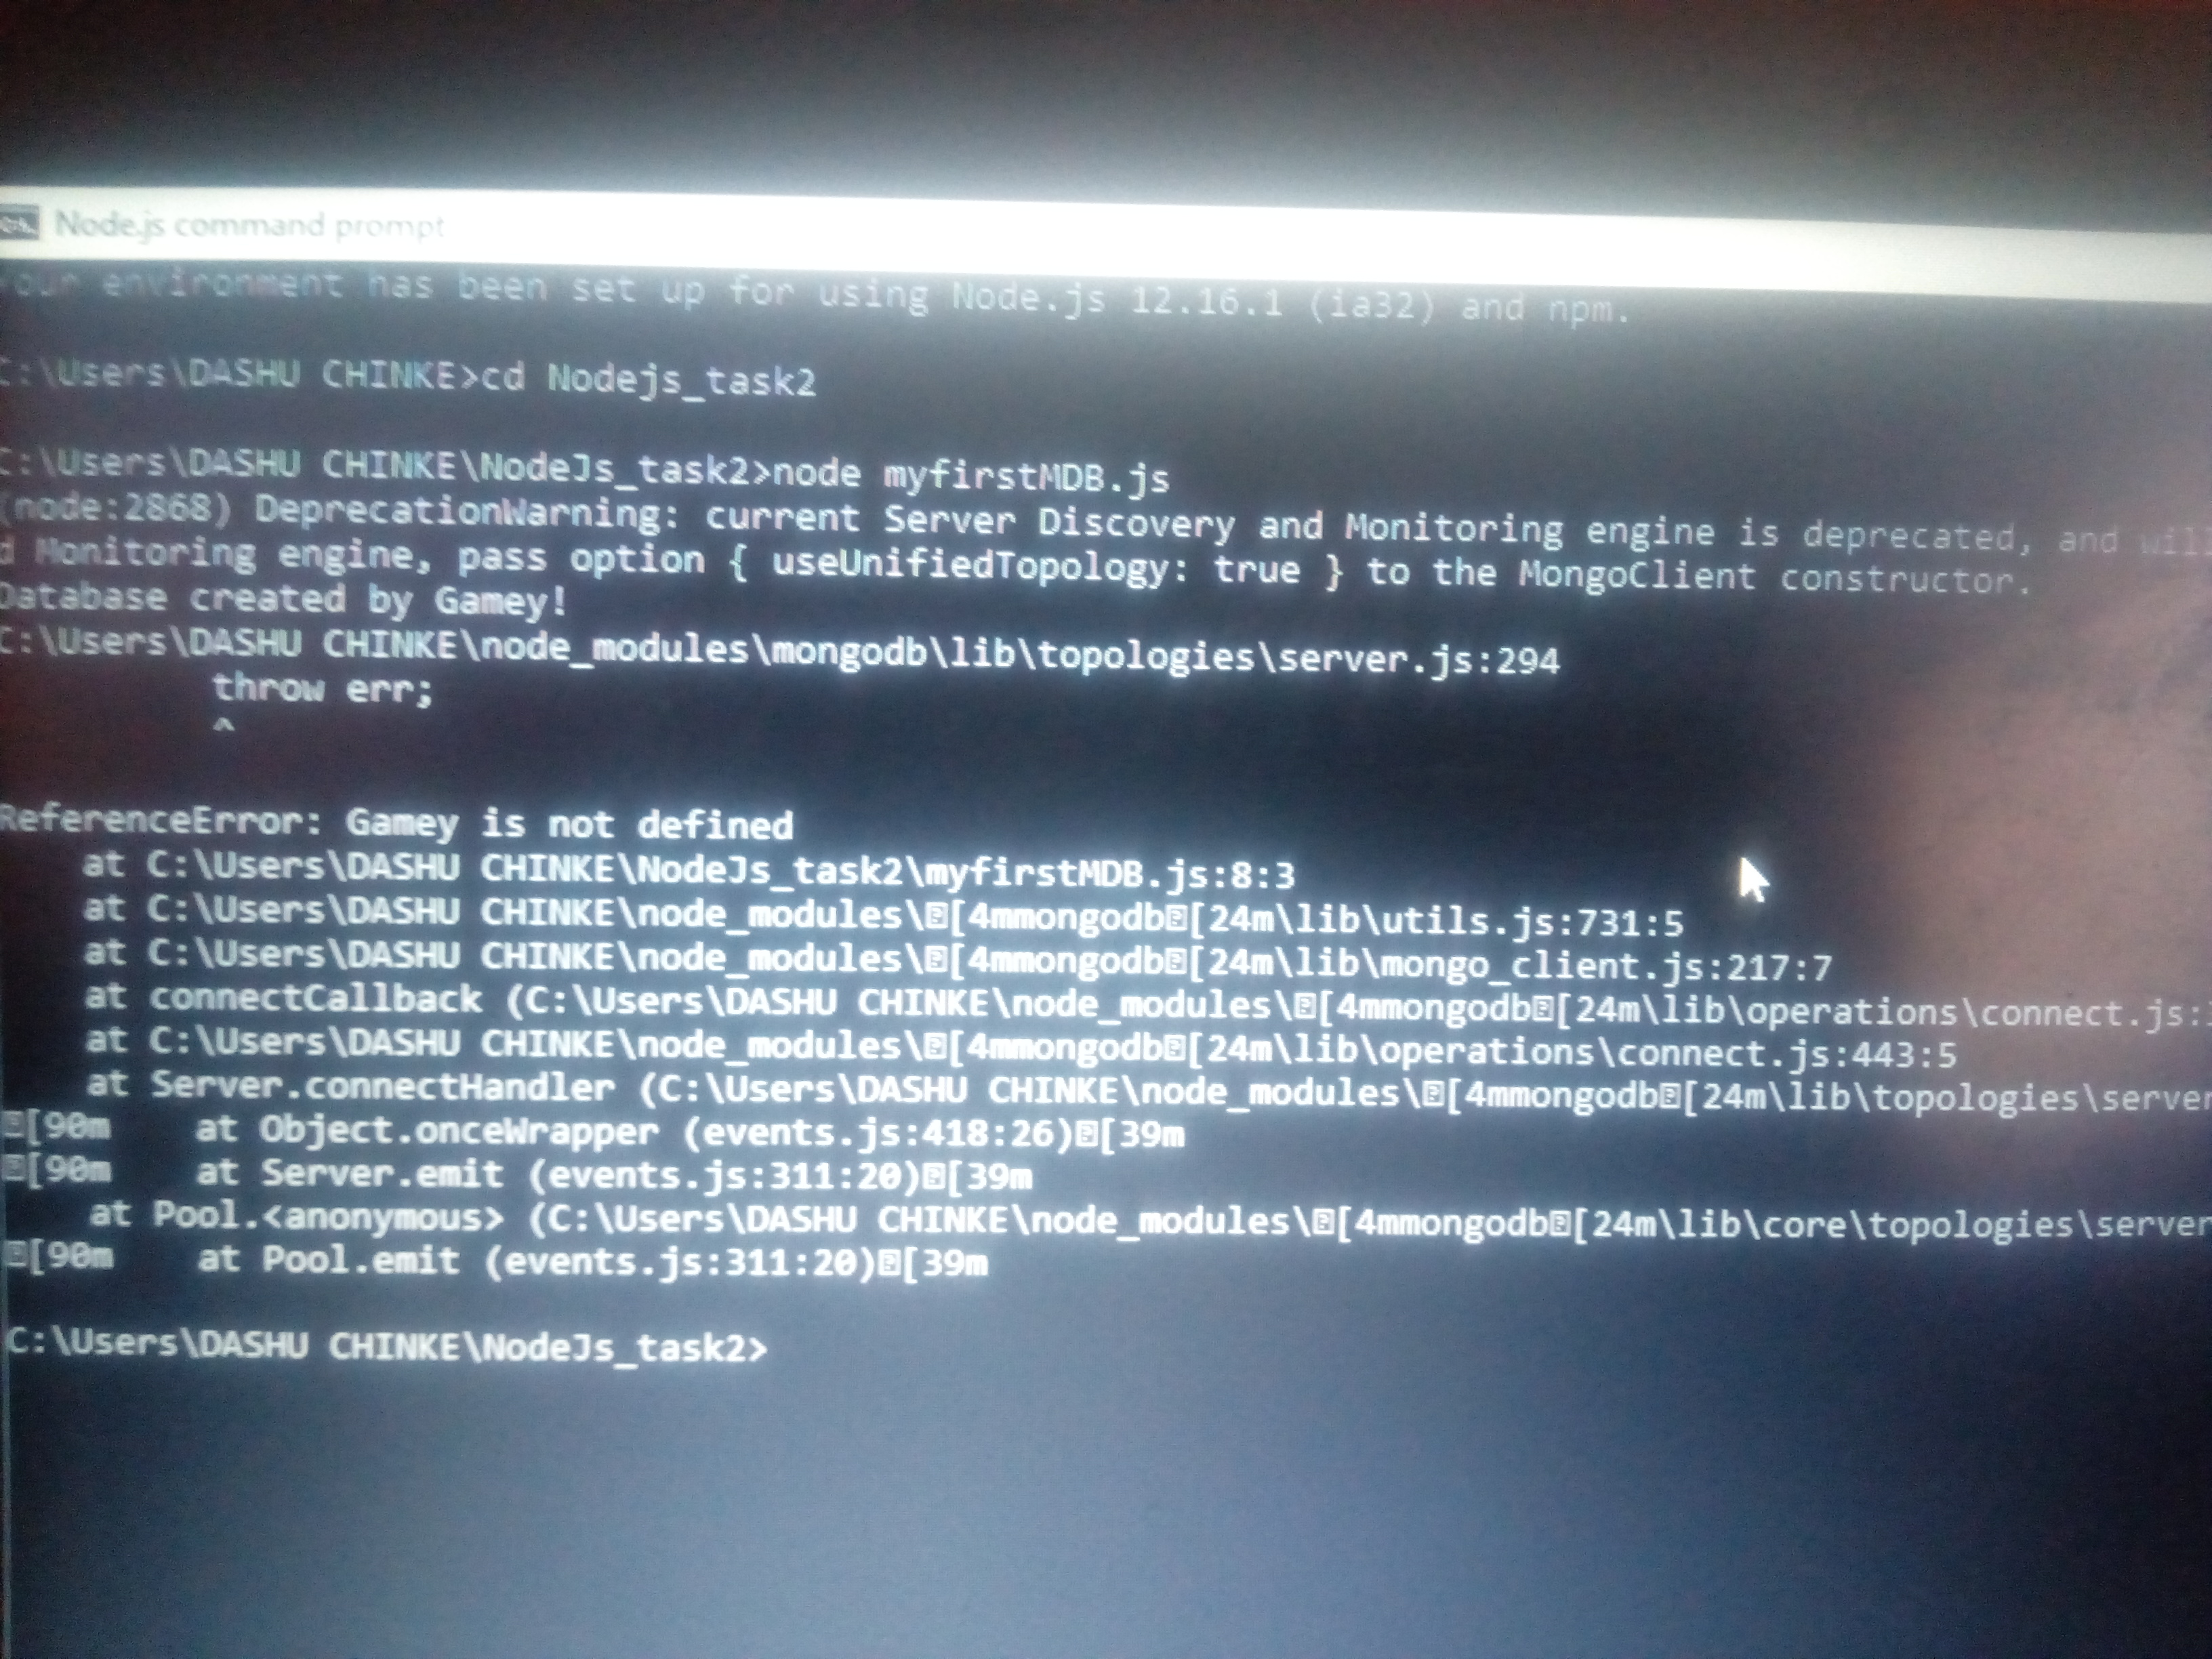 Node.js command prompt
Your environment has been set up for using Node.js 12.16.1 (ia32) and npm.
C:\Users\DASHU CHINKE>cd Nodejs_task2
C:\Users\DASHU CHINKE\NodeJs_task2>node myfirstMDB.js
(node:2868) DeprecationWarning: current Server Discovery and Monitoring engine is deprecated, and will
d Monitoring engine, pass option { useUnifiedTopology: true } to the MongoClient constructor.
Database created by Gamey!
C:\Users\DASHU CHINKE\node_modules\mongodb\lib\topologies\server.js:294
throw err;
^
ReferenceError: Gamey is not defined
at C:\Users\DASHU CHINKE\NodeJs_task2\myfirstMDB.js:8:3
at C:\Users\DASHU CHINKE\node_modules\⍰[4mmongodb⍰[24m\lib\utils.js:731:5
at C:\Users\DASHU CHINKE\node_modules\⍰[4mmongodb⍰[24m\lib\mongo_client.js:217:7
at connectCallback (C:\Users\DASHU CHINKE\node_modules\⍰[4mmongodb⍰[24m\lib\operations\connect.js:
at C:\Users\DASHU CHINKE\node_modules\⍰[4mmongodb⍰[24m\lib\operations\connect.js:443:5
at Server.connectHandler (C:\Users\DASHU CHINKE\node_modules\⍰[4mmongodb⍰[24m\lib\topologies\server
⍰[90m    at Object.onceWrapper (events.js:418:26)⍰[39m
⍰[90m    at Server.emit (events.js:311:20)⍰[39m
at Pool.<anonymous> (C:\Users\DASHU CHINKE\node_modules\⍰[4mmongodb⍰[24m\lib\core\topologies\server
⍰[90m    at Pool.emit (events.js:311:20)⍰[39m
C:\Users\DASHU CHINKE\NodeJs_task2>